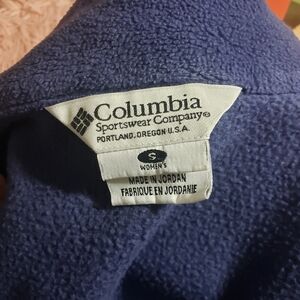 Columbia
Sportswear Company®
PORTLAND, OREGON U.S.A.
S
WOMEN'S
MADE IN JORDAN
FABRIQUE EN JORDANIE